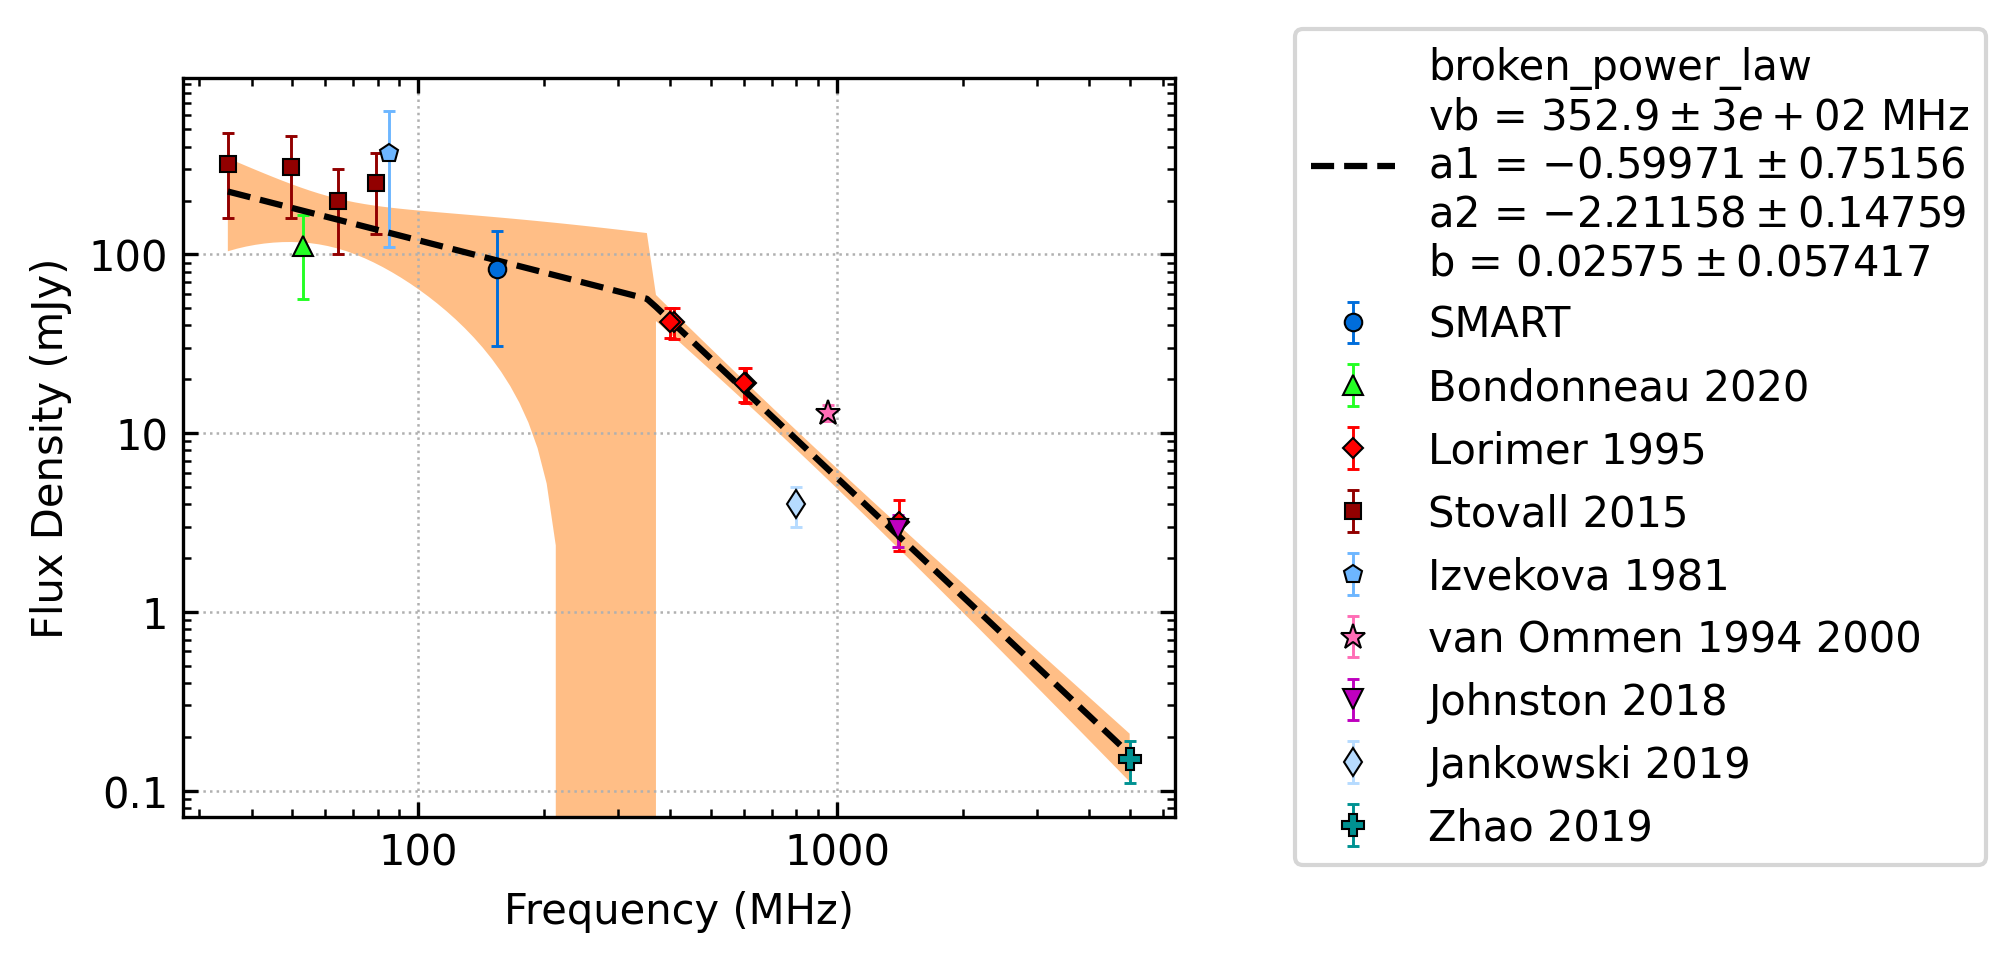 broken_power_law
vb = 352.9 ± 3e + 02 MHz
a1 = −0.59971 ± 0.75156
a2 = −2.21158 ± 0.14759
b = 0.02575 ± 0.057417
SMART
Bondonneau 2020
Lorimer 1995
Stovall 2015
Izvekova 1981
van Ommen 1994 2000
Johnston 2018
Jankowski 2019
Zhao 2019
Flux Density (mJy)
100
10
1
0.1
100 1000
Frequency (MHz)